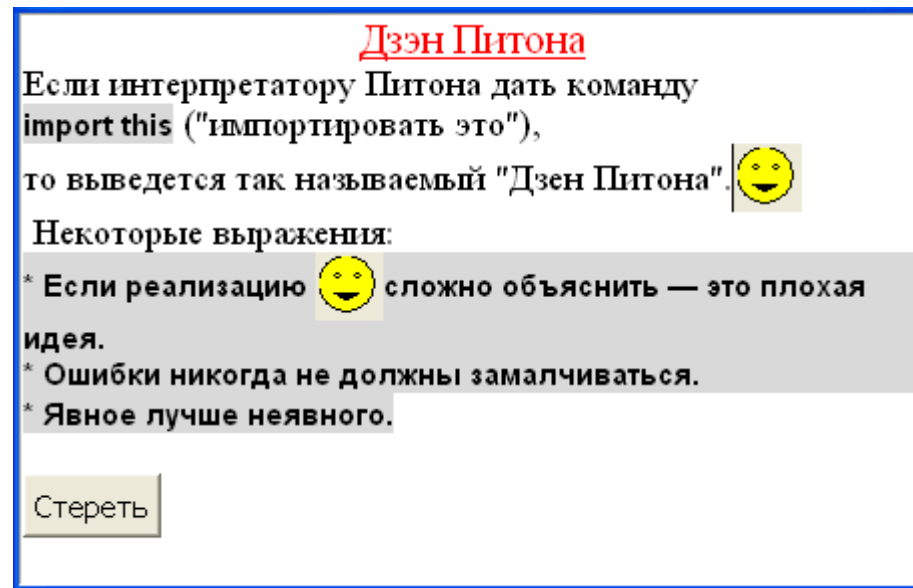 Дзэн Питона
Если интерпретатору Питона дать команду
import this ("импортировать это"),
то выведется так называемый "Дзен Питона".
Некоторые выражения:
* Если реализацию сложно объяснить — это плохая
идея.
* Ошибки никогда не должны замалчиваться.
* Явное лучше неявного.
Стереть